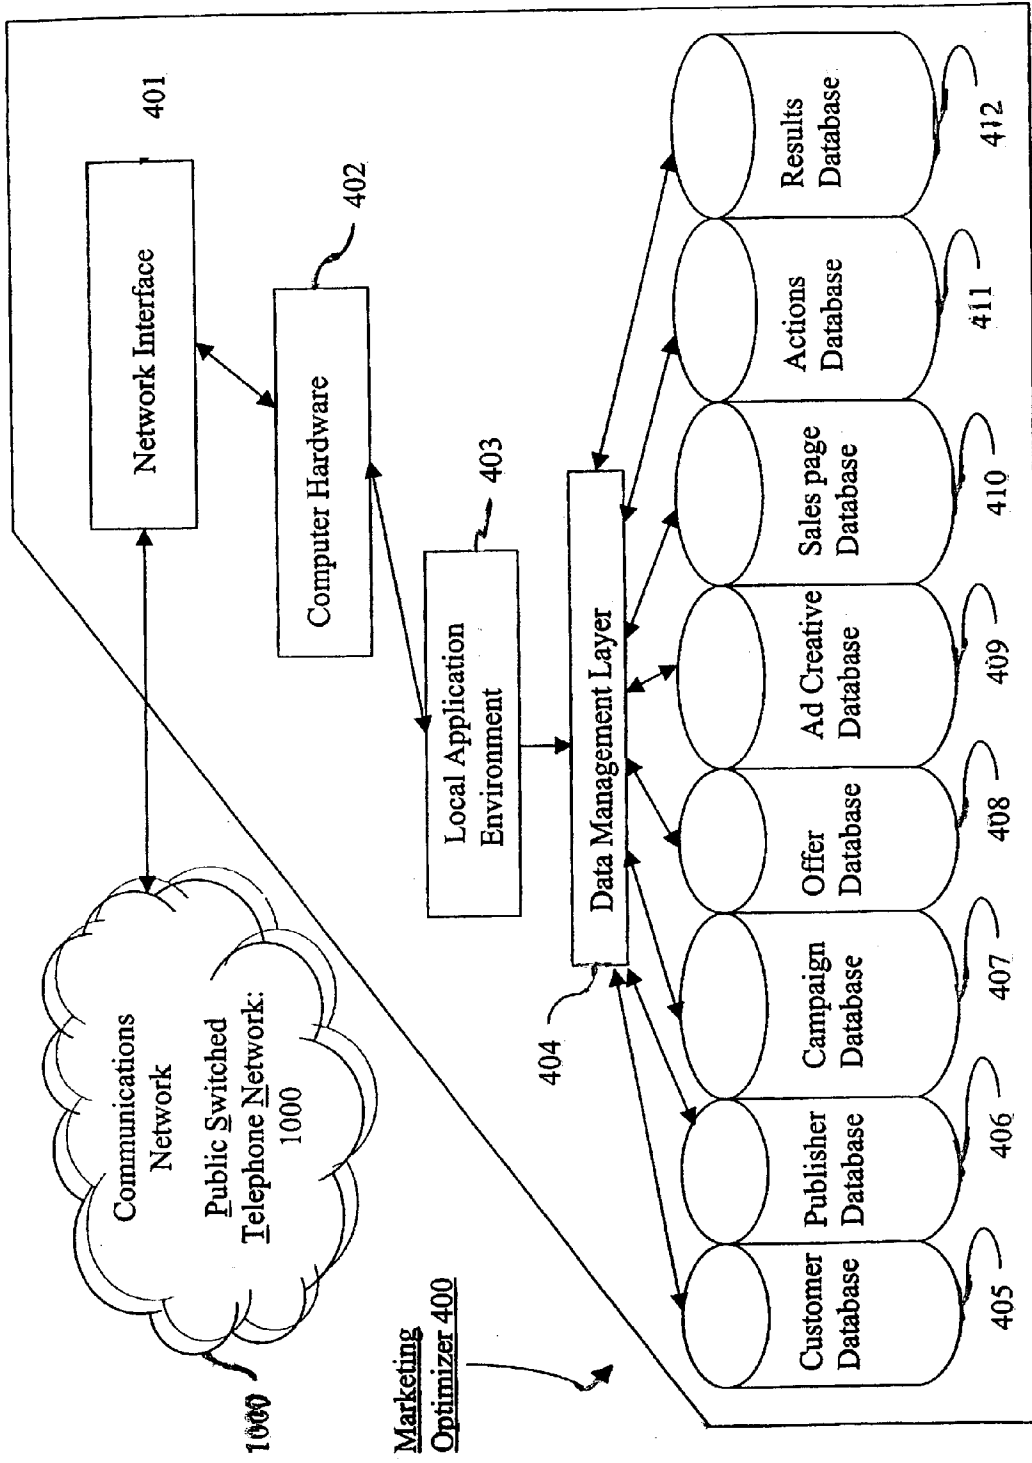 Communications
Network
Public Switched
Telephone Network:
1000
1000
Marketing
Optimizer 400
Network Interface
401
Computer Hardware
402
Local Application
Environment
403
Data Management Layer
404
Customer
Database
405
Publisher
Database
406
Campaign
Database
407
Offer
Database
408
Ad Creative
Database
409
Sales page
Database
410
Actions
Database
411
Results
Database
412